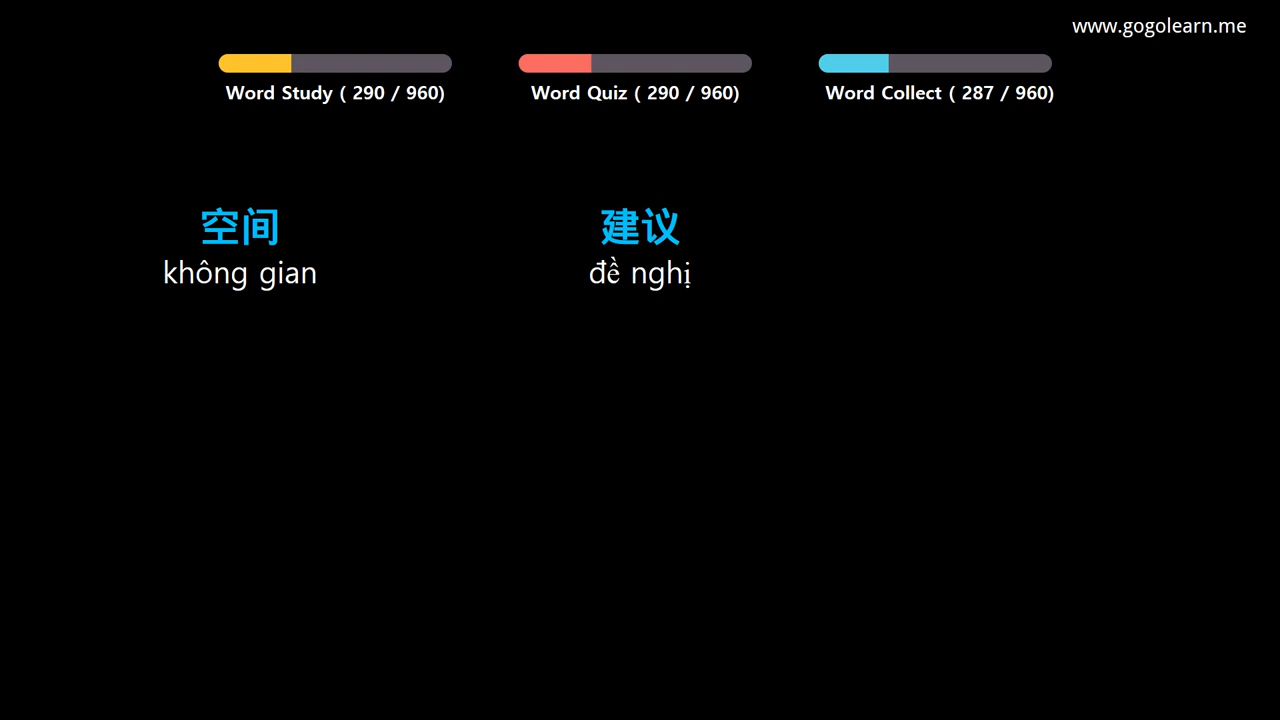 www.gogolearn.me
Word Study ( 290 / 960)
Word Quiz ( 290 / 960)
Word Collect ( 287 / 960)
空间
không gian
建议
đề nghị